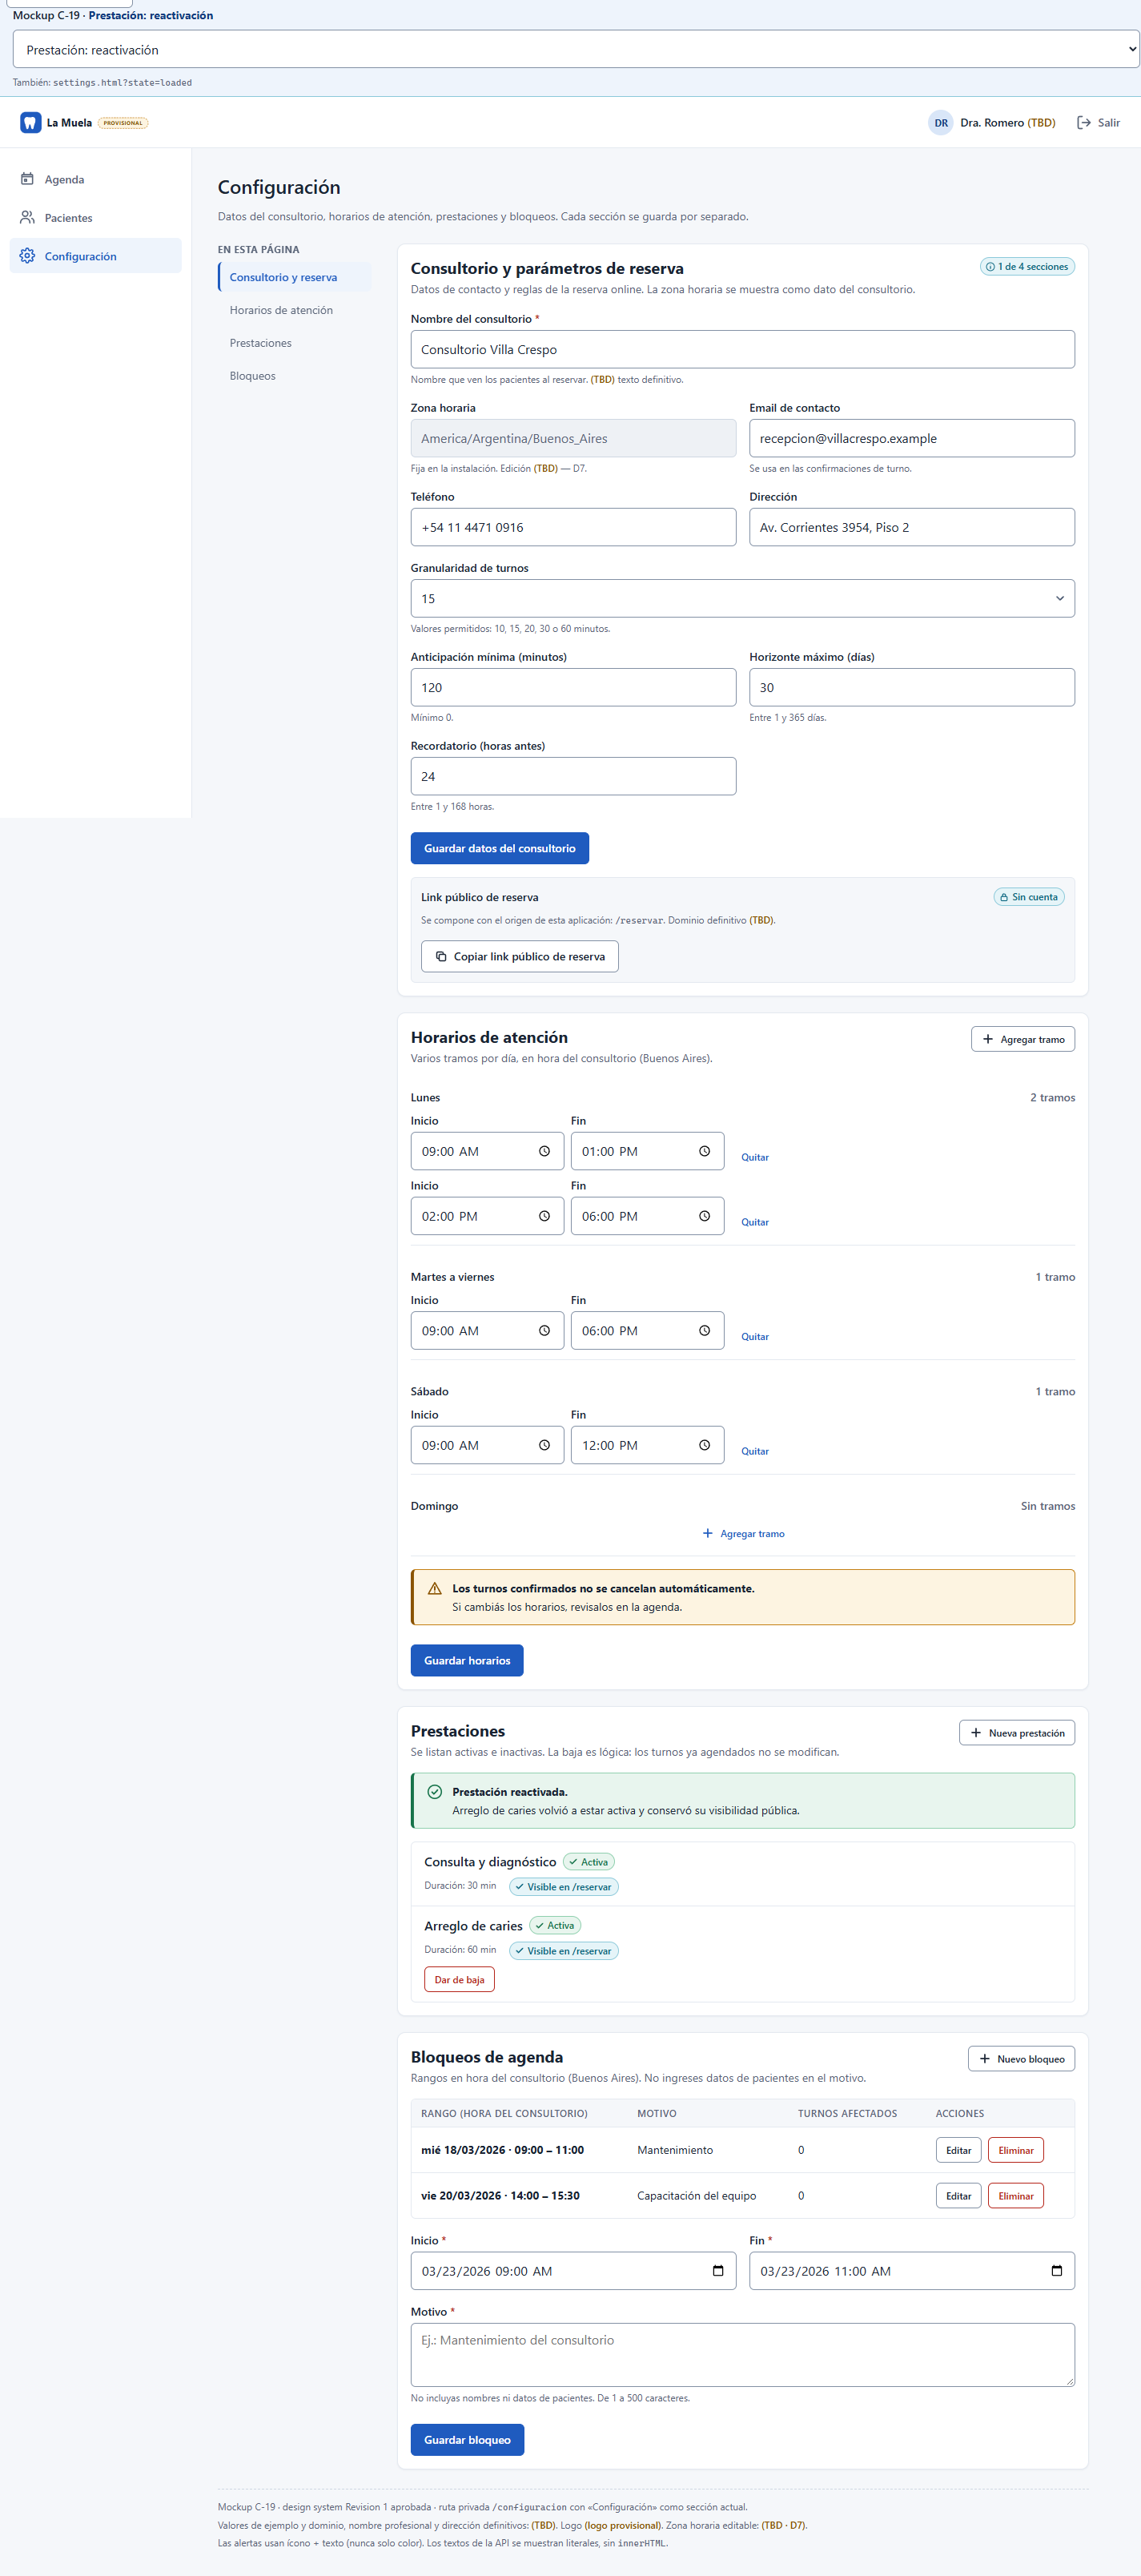 Mockup C-19 · Prestación: reactivación
Prestación: reactivación
También: settings.html?state=loaded
La Muela PROVISIONAL
DR Dra. Romero (TBD) Salir
Agenda
Pacientes
Configuración
Configuración
Datos del consultorio, horarios de atención, prestaciones y bloqueos. Cada sección se guarda por separado.
EN ESTA PÁGINA
Consultorio y reserva
Horarios de atención
Prestaciones
Bloqueos
Consultorio y parámetros de reserva
1 de 4 secciones
Datos de contacto y reglas de la reserva online. La zona horaria se muestra como dato del consultorio.
Nombre del consultorio *
Consultorio Villa Crespo
Nombre que ven los pacientes al reservar. (TBD) texto definitivo.
Zona horaria Email de contacto
America/Argentina/Buenos_Aires recepcion@villacrespo.example
Fija en la instalación. Edición (TBD) — D7. Se usa en las confirmaciones de turno.
Teléfono Dirección
+54 11 4471 0916 Av. Corrientes 3954, Piso 2
Granularidad de turnos
15
Valores permitidos: 10, 15, 20, 30 o 60 minutos.
Anticipación mínima (minutos) Horizonte máximo (días)
120 30
Mínimo 0. Entre 1 y 365 días.
Recordatorio (horas antes)
24
Entre 1 y 168 horas.
Guardar datos del consultorio
Link público de reserva Sin cuenta
Se compone con el origen de esta aplicación: /reservar. Dominio definitivo (TBD).
Copiar link público de reserva
Horarios de atención
Agregar tramo
Varios tramos por día, en hora del consultorio (Buenos Aires).
Lunes 2 tramos
Inicio Fin
09:00 AM 01:00 PM Quitar
Inicio Fin
02:00 PM 06:00 PM Quitar
Martes a viernes 1 tramo
Inicio Fin
09:00 AM 06:00 PM Quitar
Sábado 1 tramo
Inicio Fin
09:00 AM 12:00 PM Quitar
Domingo Sin tramos
Agregar tramo
Los turnos confirmados no se cancelan automáticamente.
Si cambiás los horarios, revisalos en la agenda.
Guardar horarios
Prestaciones
Nueva prestación
Se listan activas e inactivas. La baja es lógica: los turnos ya agendados no se modifican.
Prestación reactivada.
Arreglo de caries volvió a estar activa y conservó su visibilidad pública.
Consulta y diagnóstico Activa
Duración: 30 min Visible en /reservar
Arreglo de caries Activa
Duración: 60 min Visible en /reservar
Dar de baja
Bloqueos de agenda
Nuevo bloqueo
Rangos en hora del consultorio (Buenos Aires). No ingreses datos de pacientes en el motivo.
RANGO (HORA DEL CONSULTORIO) MOTIVO TURNOS AFECTADOS ACCIONES
mié 18/03/2026 · 09:00 – 11:00 Mantenimiento 0 Editar Eliminar
vie 20/03/2026 · 14:00 – 15:30 Capacitación del equipo 0 Editar Eliminar
Inicio * Fin *
03/23/2026 09:00 AM 03/23/2026 11:00 AM
Motivo *
Ej.: Mantenimiento del consultorio
No incluyas nombres ni datos de pacientes. De 1 a 500 caracteres.
Guardar bloqueo
Mockup C-19 · design system Revision 1 aprobada · ruta privada /configuracion con «Configuración» como sección actual.
Valores de ejemplo y dominio, nombre profesional y dirección definitivos: (TBD). Logo (logo provisional). Zona horaria editable: (TBD · D7).
Las alertas usan ícono + texto (nunca solo color). Los textos de la API se muestran literales, sin innerHTML.